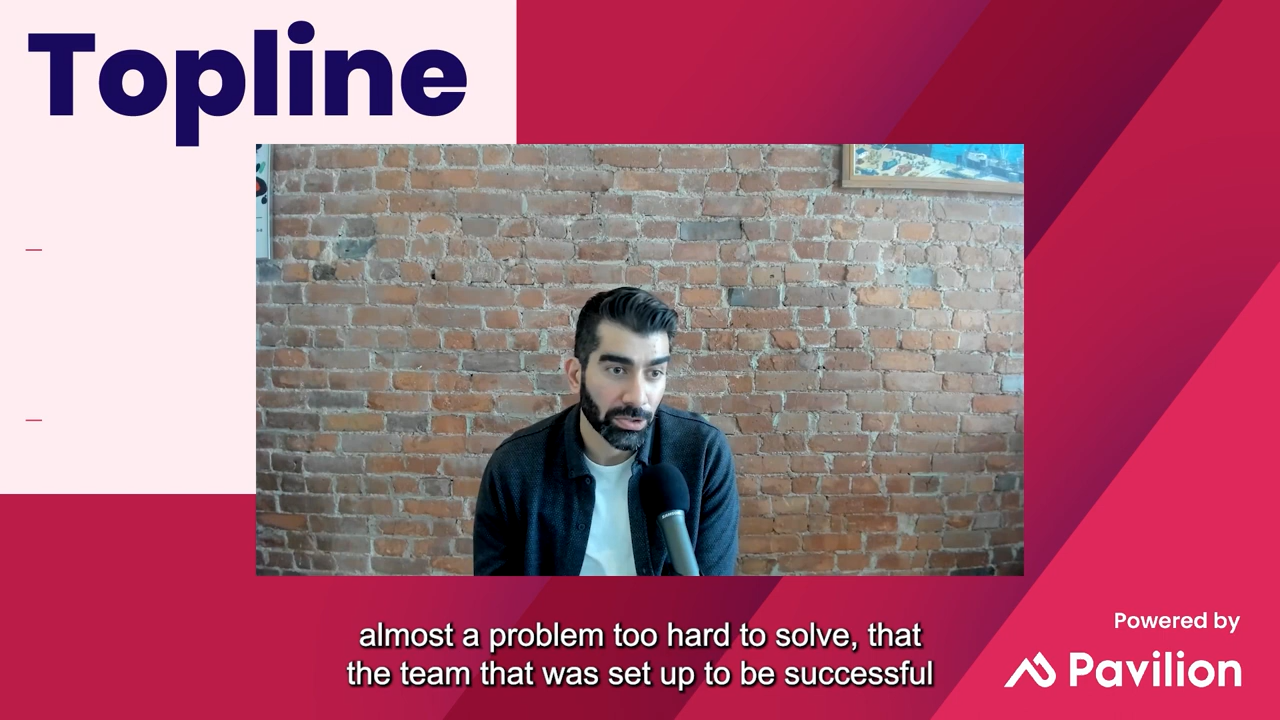 Topline
almost a problem too hard to solve, that
the team that was set up to be successful
Powered by
Pavilion